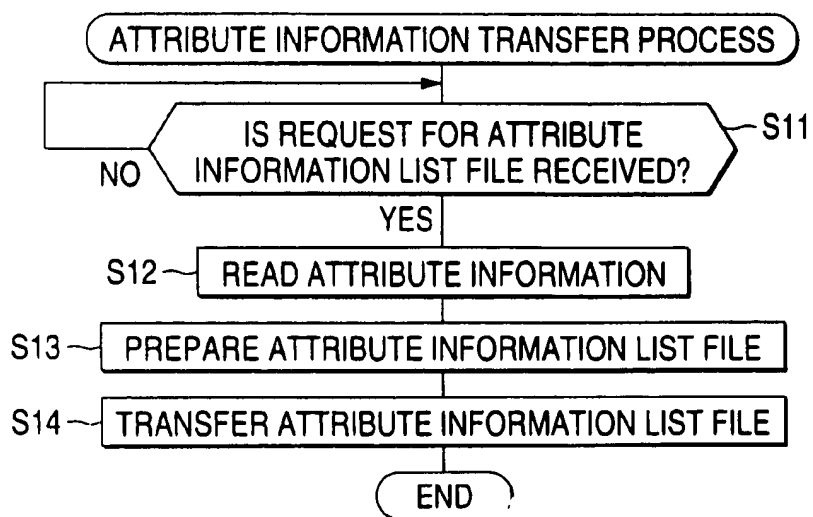 ATTRIBUTE INFORMATION TRANSFER PROCESS
IS REQUEST FOR ATTRIBUTE
INFORMATION LIST FILE RECEIVED?
S11
NO
YES
S12
READ ATTRIBUTE INFORMATION
S13
PREPARE ATTRIBUTE INFORMATION LIST FILE
S14
TRANSFER ATTRIBUTE INFORMATION LIST FILE
END